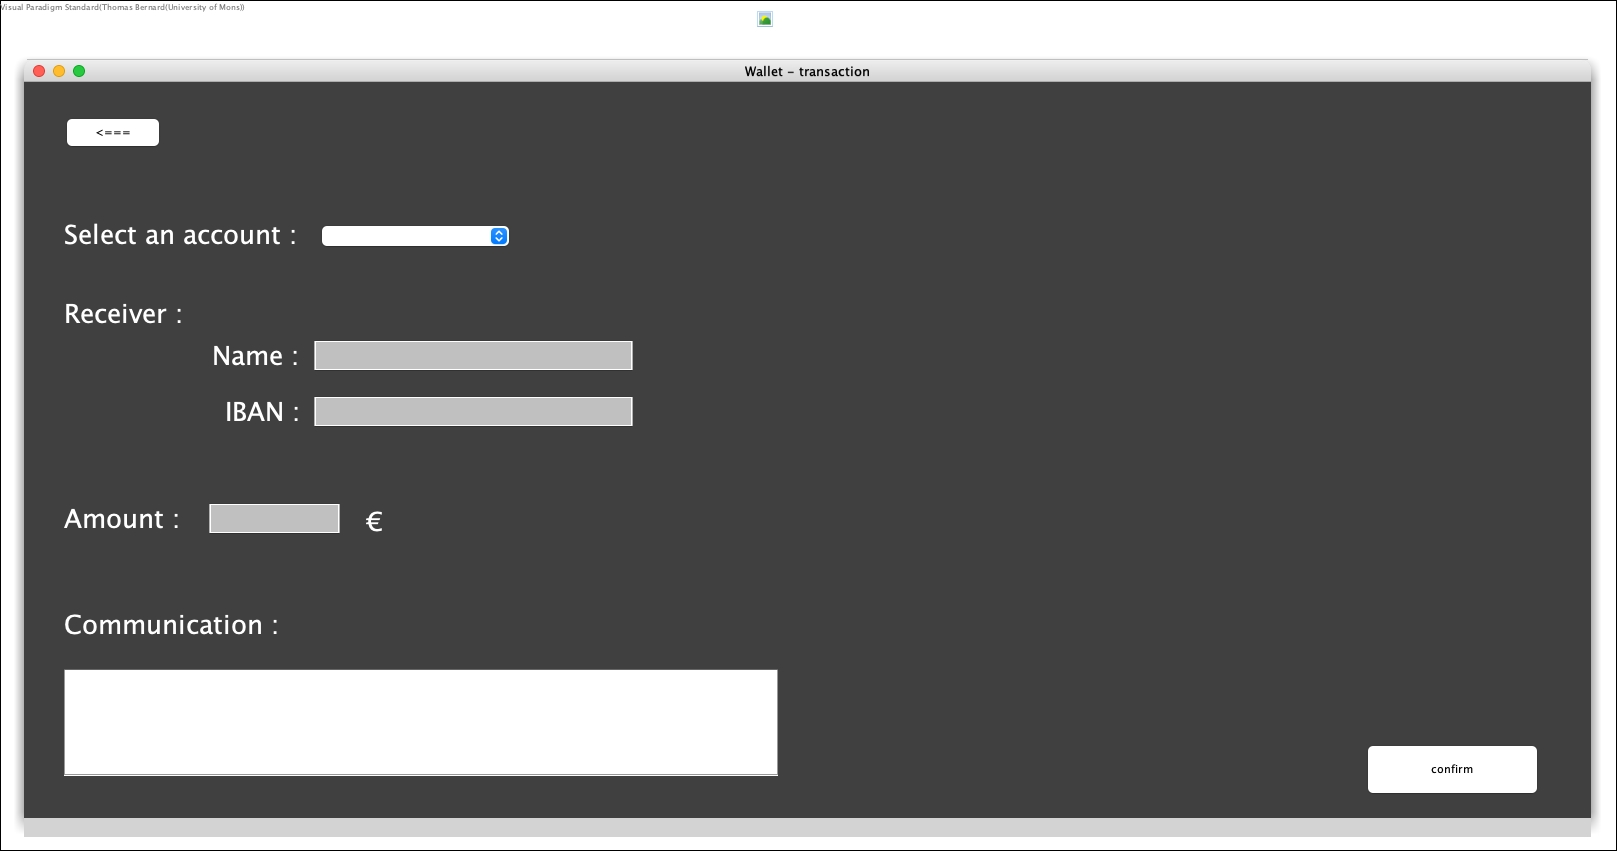 Visual Paradigm Standard(Thomas Bernard(University of Mons))
Wallet - transaction
<===
Select an account :
Receiver :
Name :
IBAN :
Amount : €
Communication :
confirm